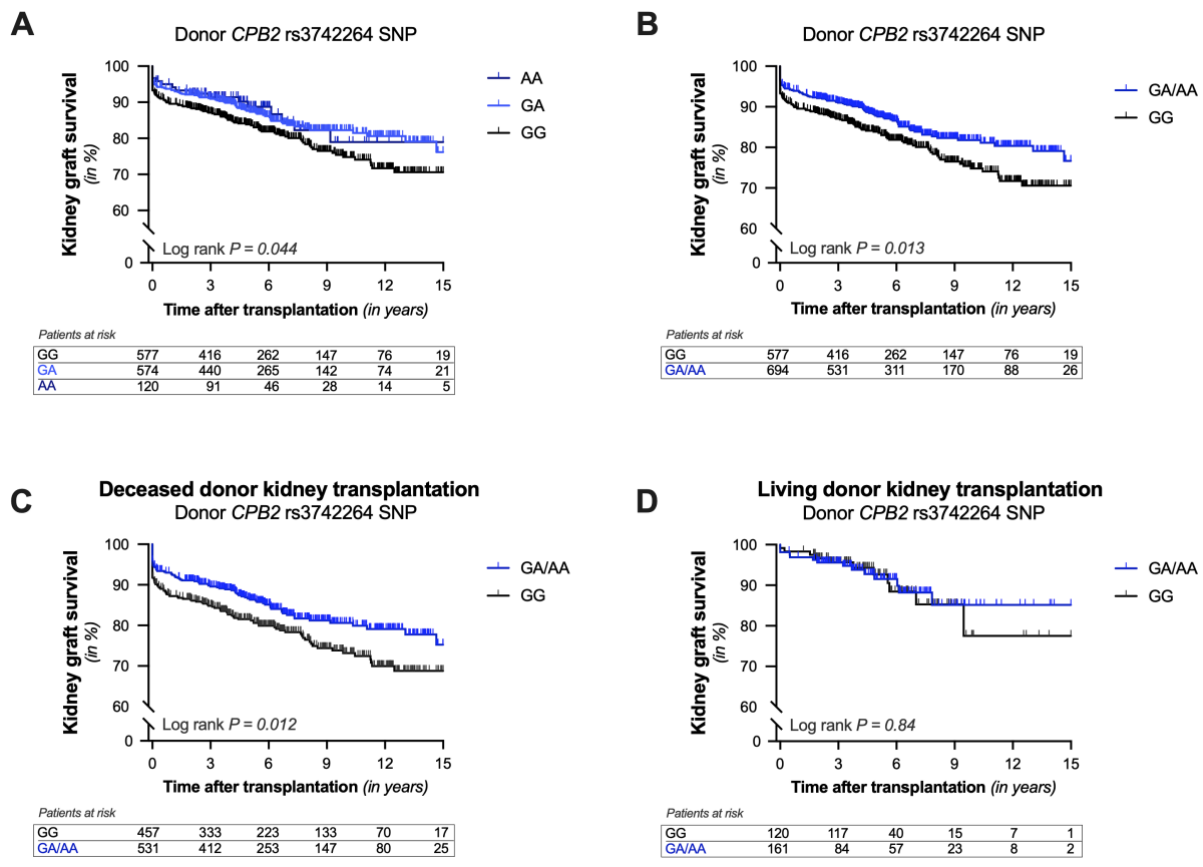 A
Donor CPB2 rs3742264 SNP
Kidney graft survival
(in %)
100
90
80
70
60
0
AA
GA
GG
Log rank P = 0.044
0 3 6 9 12 15
Time after transplantation (in years)
Patients at risk
GG 577 416 262 147 76 19
GA 574 440 265 142 74 21
AA 120 91 46 28 14 5
B
Donor CPB2 rs3742264 SNP
Kidney graft survival
(in %)
100
90
80
70
60
0
GA/AA
GG
Log rank P = 0.013
0 3 6 9 12 15
Time after transplantation (in years)
Patients at risk
GG 577 416 262 147 76 19
GA/AA 694 531 311 170 88 26
C
Deceased donor kidney transplantation
Donor CPB2 rs3742264 SNP
Kidney graft survival
(in %)
100
90
80
70
60
0
GA/AA
GG
Log rank P = 0.012
0 3 6 9 12 15
Time after transplantation (in years)
Patients at risk
GG 457 333 223 133 70 17
GA/AA 531 412 253 147 80 25
D
Living donor kidney transplantation
Donor CPB2 rs3742264 SNP
Kidney graft survival
(in %)
100
90
80
70
60
0
GA/AA
GG
Log rank P = 0.84
0 3 6 9 12 15
Time after transplantation (in years)
Patients at risk
GG 120 117 40 15 7 1
GA/AA 161 84 57 23 8 2